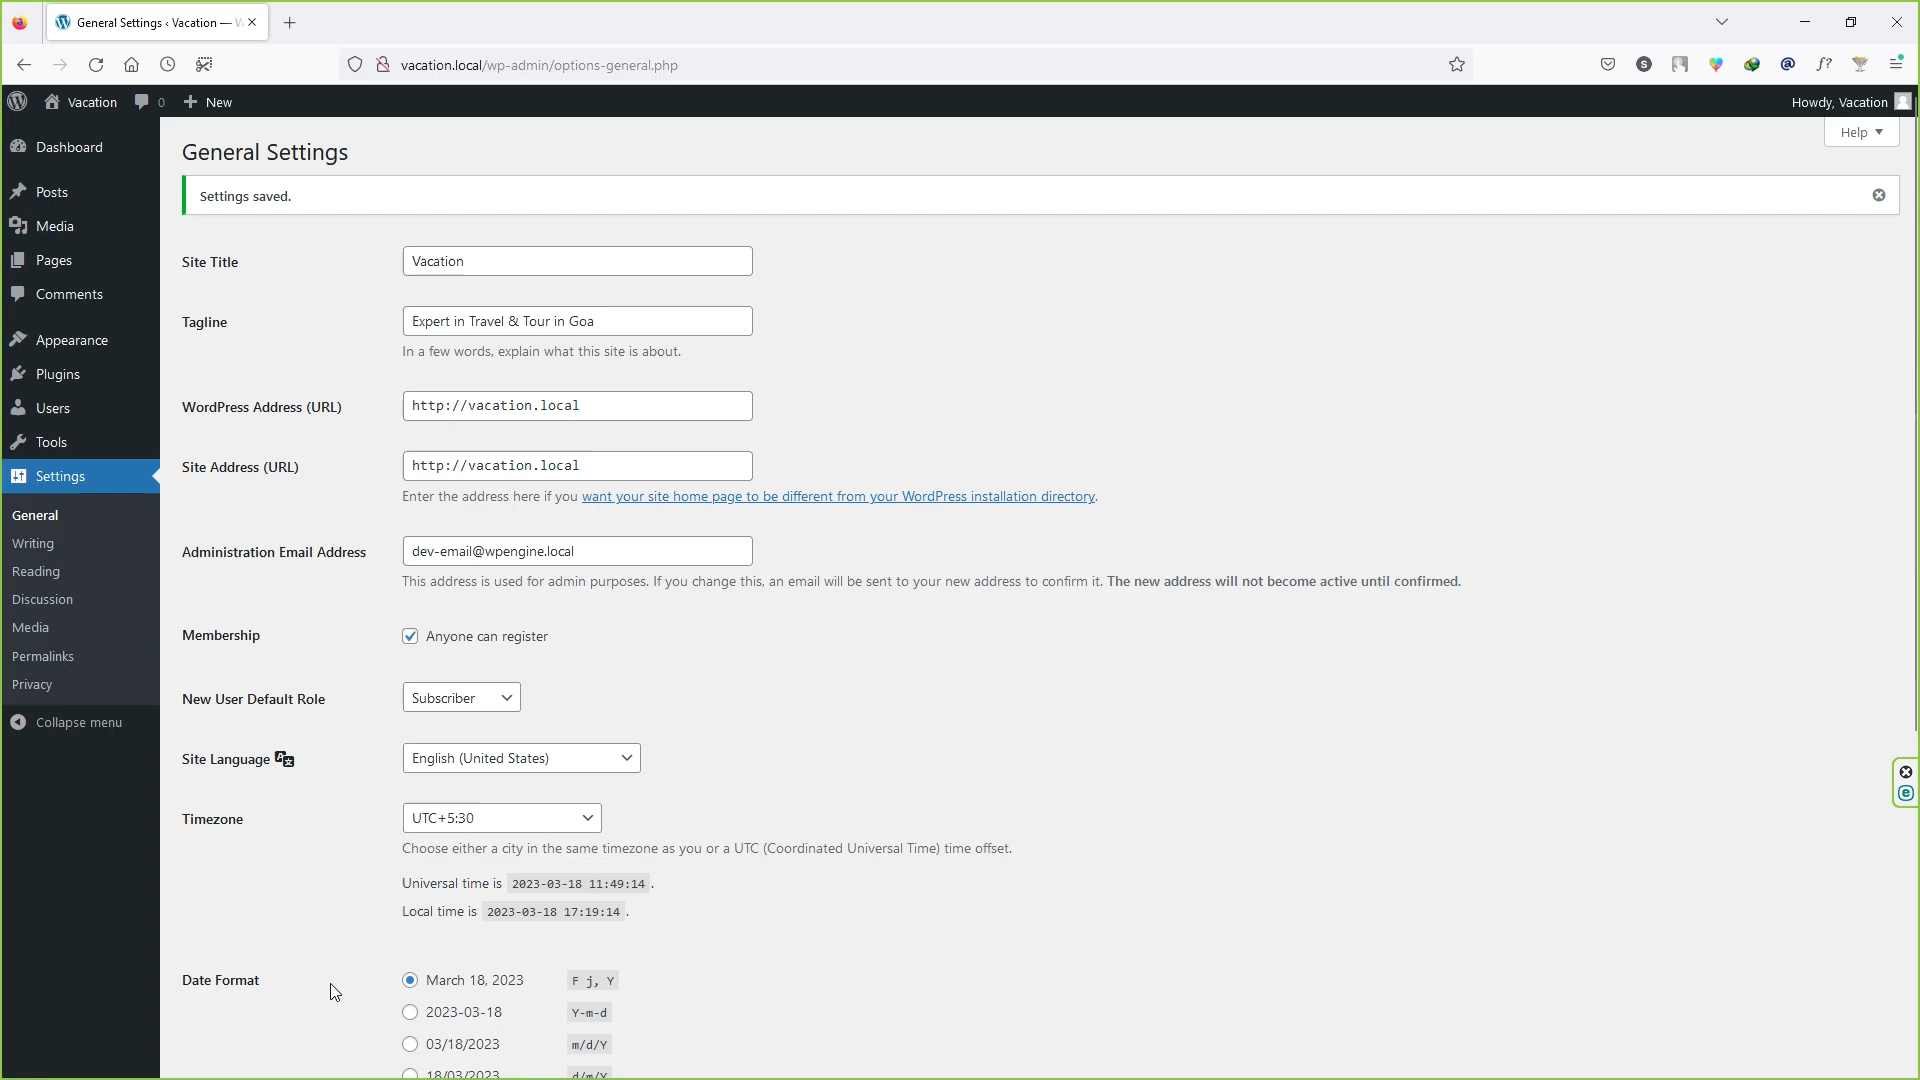 General Settings ‹ Vacation — W
vacation.local/wp-admin/options-general.php
Vacation 0 New
Howdy, Vacation
Help
Dashboard
Posts
Media
Pages
Comments
Appearance
Plugins
Users
Tools
Settings
General
Writing
Reading
Discussion
Media
Permalinks
Privacy
Collapse menu
General Settings
Settings saved.
Site Title
Vacation
Tagline
Expert in Travel & Tour in Goa
In a few words, explain what this site is about.
WordPress Address (URL)
http://vacation.local
Site Address (URL)
http://vacation.local
Enter the address here if you want your site home page to be different from your WordPress installation directory.
Administration Email Address
dev-email@wpengine.local
This address is used for admin purposes. If you change this, an email will be sent to your new address to confirm it. The new address will not become active until confirmed.
Membership
Anyone can register
New User Default Role
Subscriber
Site Language
English (United States)
Timezone
UTC+5:30
Choose either a city in the same timezone as you or a UTC (Coordinated Universal Time) time offset.
Universal time is 2023-03-18 11:49:14 .
Local time is 2023-03-18 17:19:14 .
Date Format
March 18, 2023 F j, Y
2023-03-18 Y-m-d
03/18/2023 m/d/Y
18/03/2023 d/m/Y